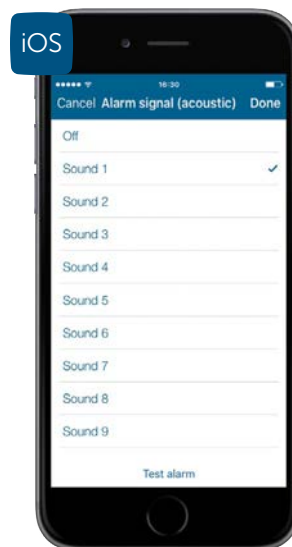 iOS
16:30
Cancel Alarm signal (acoustic) Done
Off
Sound 1
Sound 2
Sound 3
Sound 4
Sound 5
Sound 6
Sound 7
Sound 8
Sound 9
Test alarm